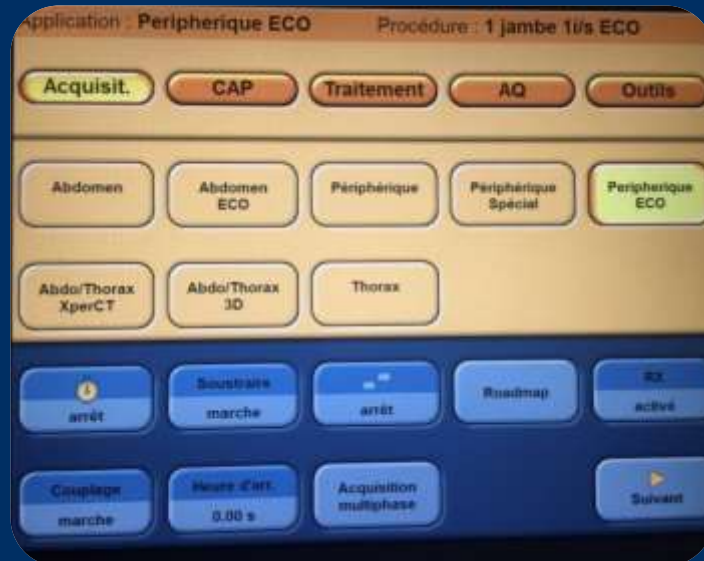 Application : Peripherique ECO Procédure : 1 jambe 1i/s ECO
Acquisit. CAP Traitement AQ Outils
Abdomen
Abdomen
ECO
Périphérique
Périphérique
Spécial
Peripherique
ECO
Abdo/Thorax
XperCT
Abdo/Thorax
3D
Thorax
arrêt
Soustraire
marche
arrêt
Roadmap
RX
activé
Couplage
marche
Heure d'arr.
0.00 s
Acquisition
multiphase
Suivant